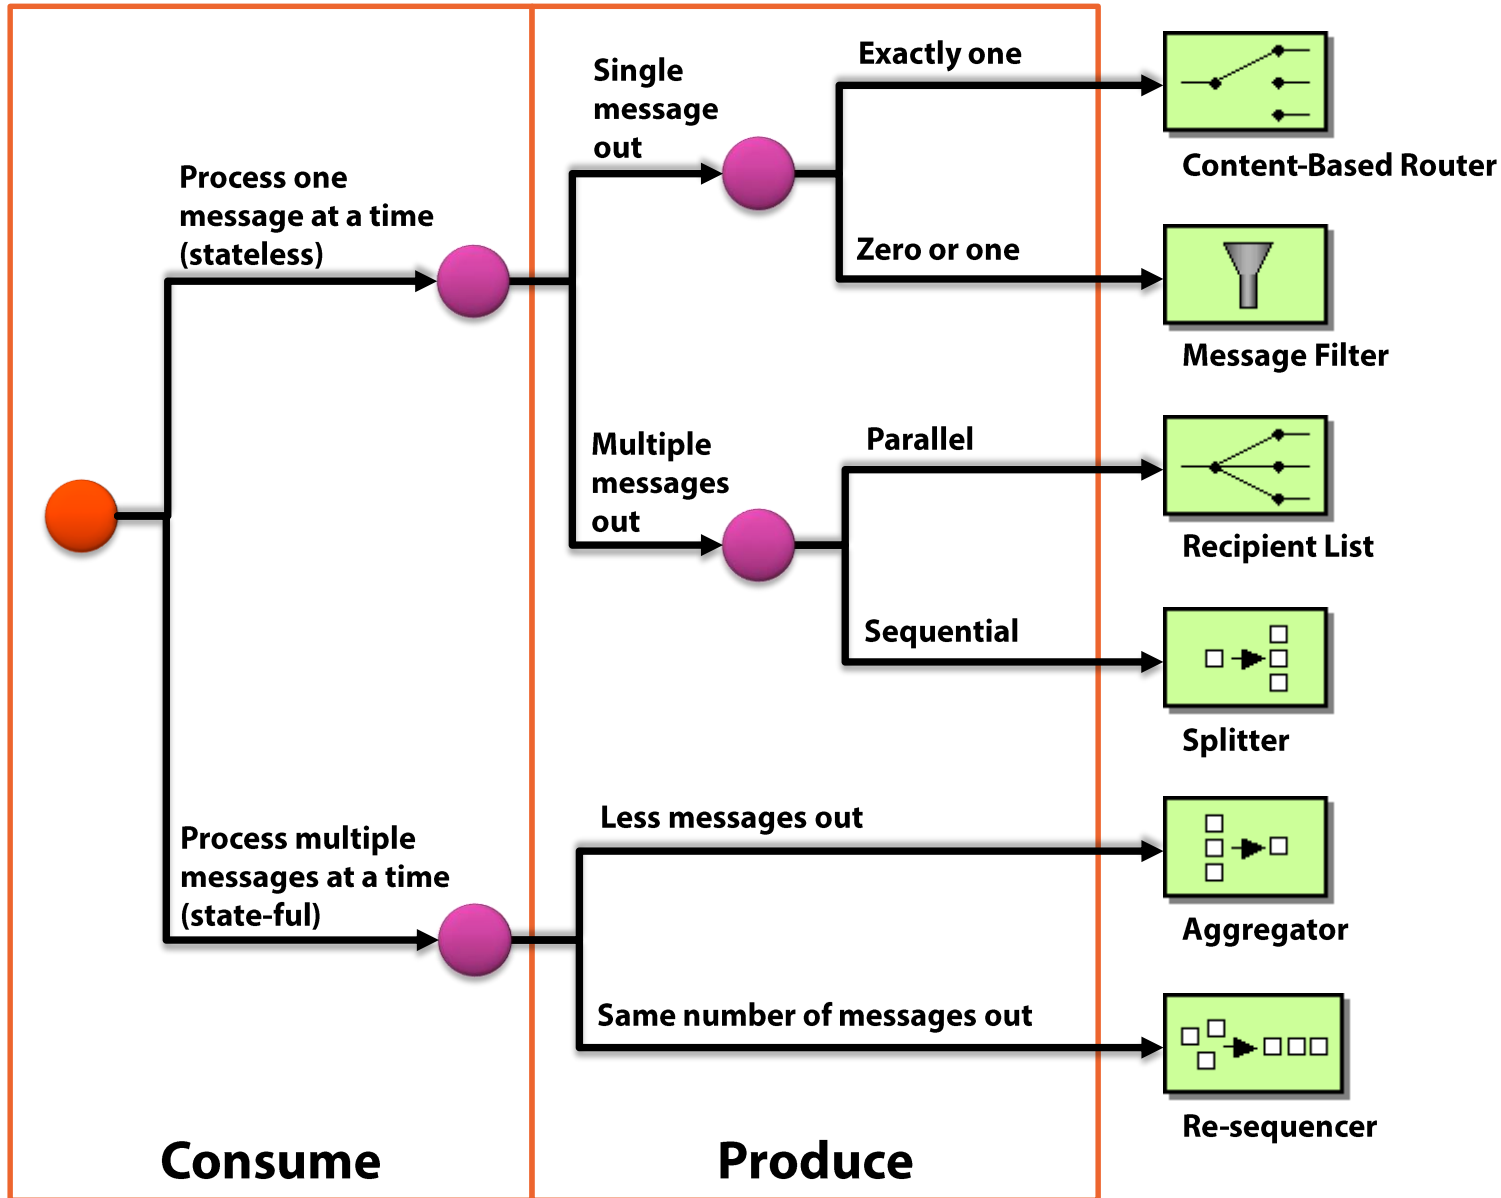 Process one
message at a time
(stateless)
Process multiple
messages at a time
(state-ful)
Consume
Single
message
out
Multiple
messages
out
Exactly one
Zero or one
Parallel
Sequential
Less messages out
Same number of messages out
Produce
Content-Based Router
Message Filter
Recipient List
Splitter
Aggregator
Re-sequencer